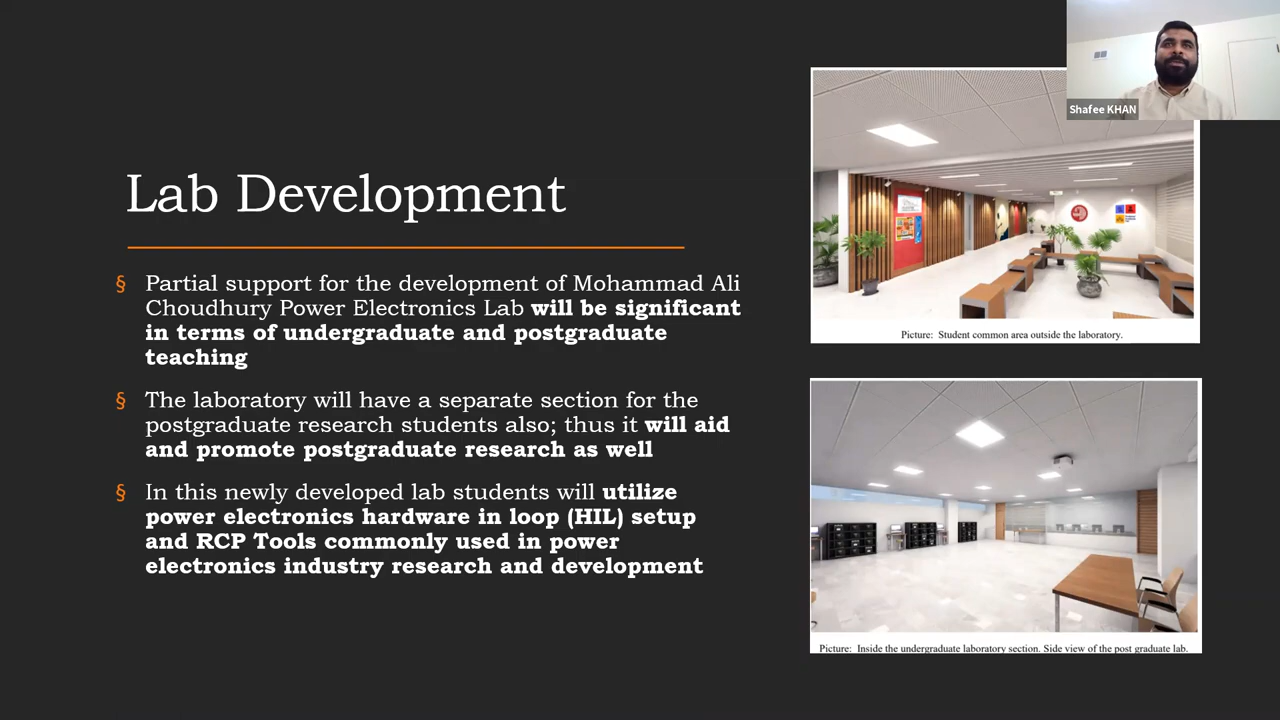 Shafee KHAN
Lab Development
§ Partial support for the development of Mohammad Ali
Choudhury Power Electronics Lab will be significant
in terms of undergraduate and postgraduate
teaching
§ The laboratory will have a separate section for the
postgraduate research students also; thus it will aid
and promote postgraduate research as well
§ In this newly developed lab students will utilize
power electronics hardware in loop (HIL) setup
and RCP Tools commonly used in power
electronics industry research and development
Picture: Student common area outside the laboratory.
Picture: Inside the undergraduate laboratory section. Side view of the post graduate lab.